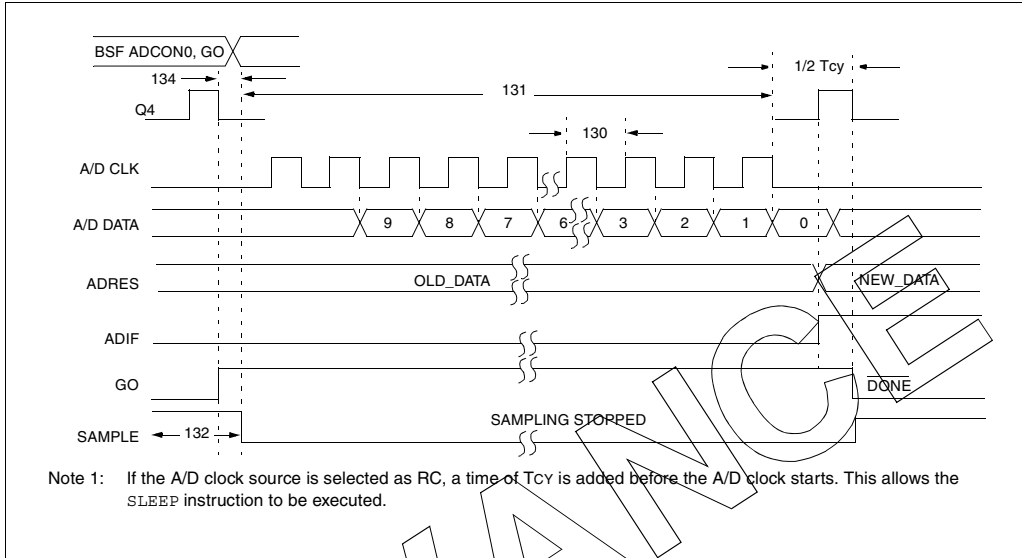 BSF ADCON0, GO
134
1/2 Tcy
131
Q4
130
A/D CLK
A/D DATA 9 8 7 6 3 2 1 0
ADRES OLD_DATA NEW_DATA
ADIF
GO DONE
SAMPLE 132 SAMPLING STOPPED
Note 1: If the A/D clock source is selected as RC, a time of TCY is added before the A/D clock starts. This allows the
SLEEP instruction to be executed.